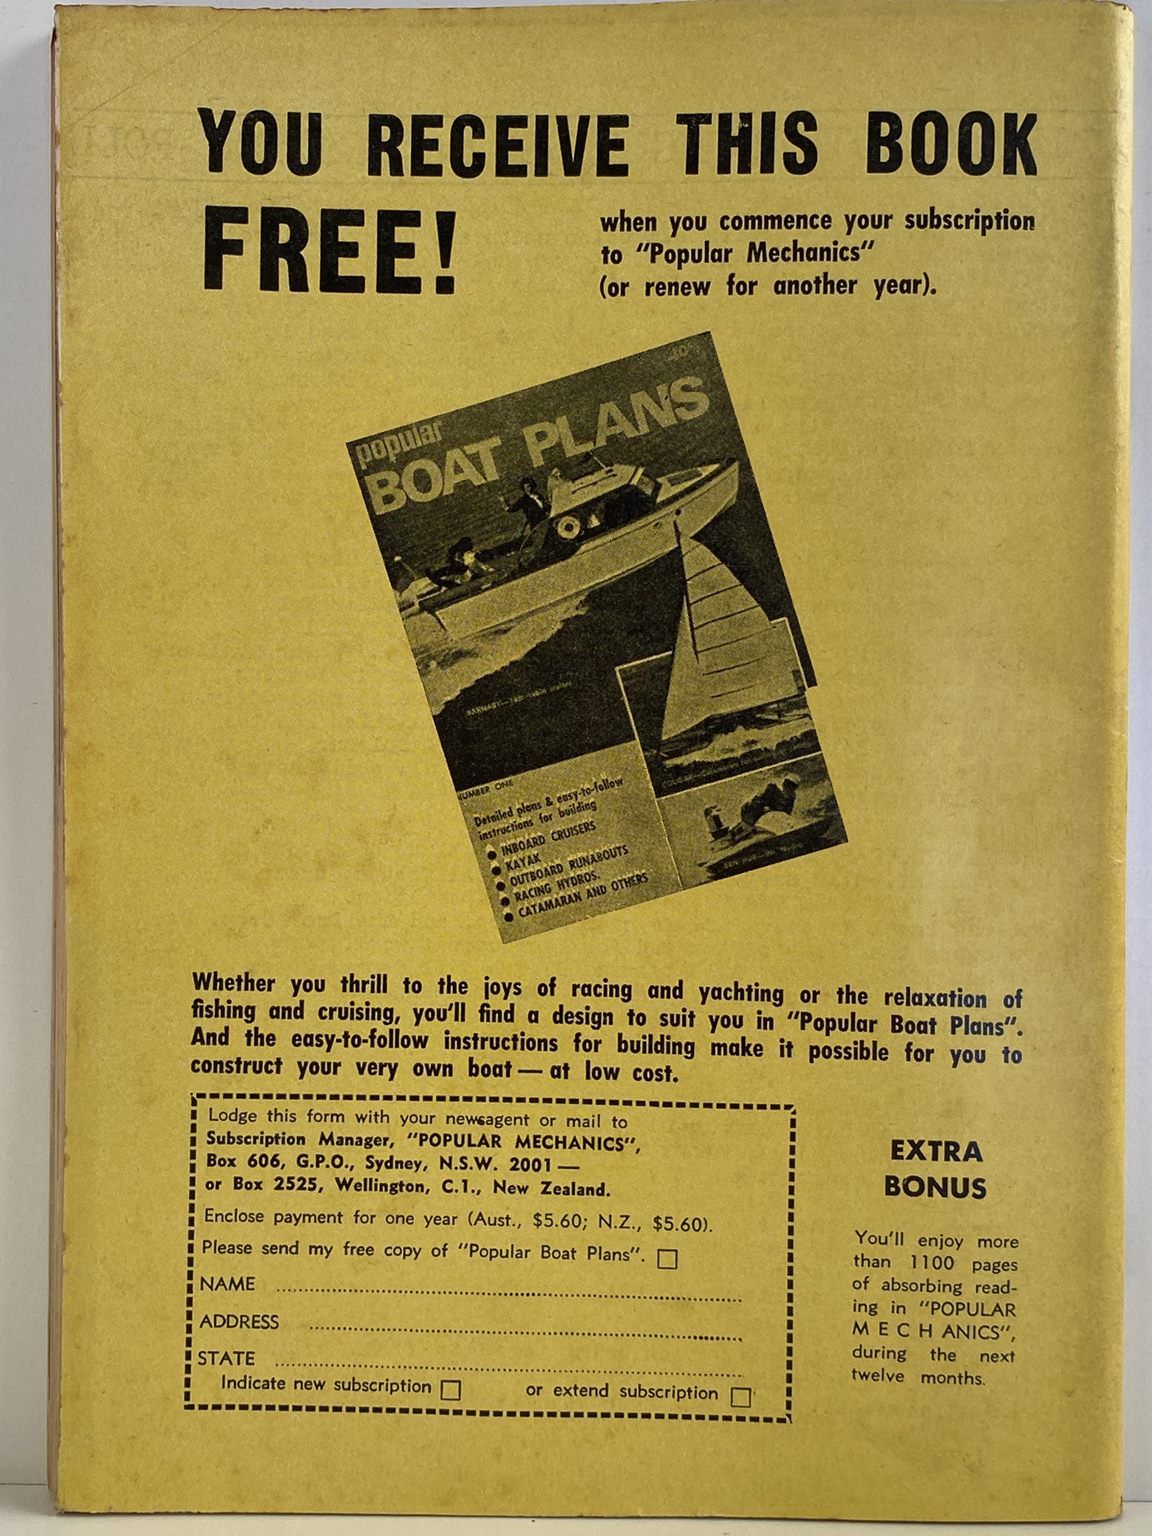 YOU RECEIVE THIS BOOK
FREE!
when you commence your subscription
to "Popular Mechanics"
(or renew for another year).
40c
popular
BOAT PLANS
NUMBER ONE
Detailed plans & easy-to-follow
instructions for building
● INBOARD CRUISERS
● KAYAK
● OUTBOARD RUNABOUTS
● RACING HYDROS.
● CATAMARAN AND OTHERS
Whether you thrill to the joys of racing and yachting or the relaxation of
fishing and cruising, you'll find a design to suit you in "Popular Boat Plans".
And the easy-to-follow instructions for building make it possible for you to
construct your very own boat — at low cost.
Lodge this form with your newsagent or mail to
Subscription Manager, "POPULAR MECHANICS",
Box 606, G.P.O., Sydney, N.S.W. 2001 —
or Box 2525, Wellington, C.1., New Zealand.
Enclose payment for one year (Aust., $5.60; N.Z., $5.60).
Please send my free copy of "Popular Boat Plans".
NAME
ADDRESS
STATE
Indicate new subscription or extend subscription
EXTRA
BONUS
You'll enjoy more
than 1100 pages
of absorbing read-
ing in "POPULAR
M E C H ANICS",
during the next
twelve months.